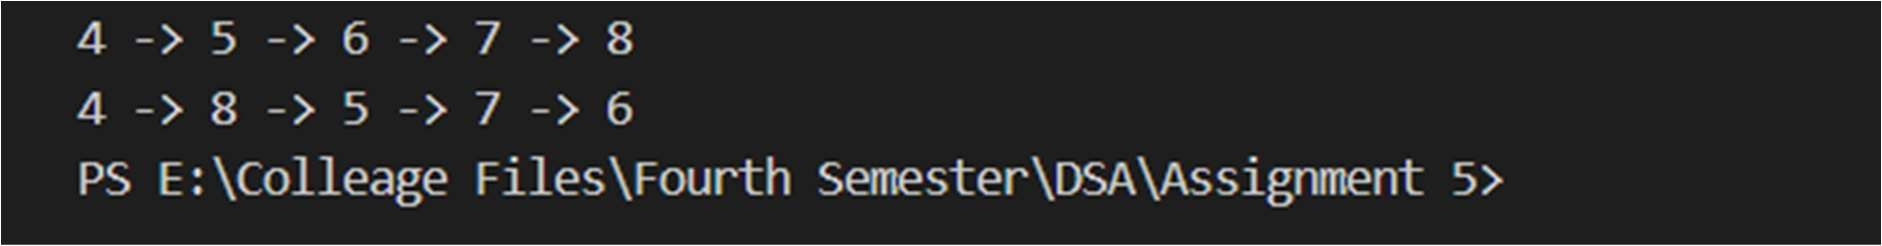 4 -> 5 -> 6 -> 7 -> 8
4 -> 8 -> 5 -> 7 -> 6
PS E:\Colleage Files\Fourth Semester\DSA\Assignment 5>